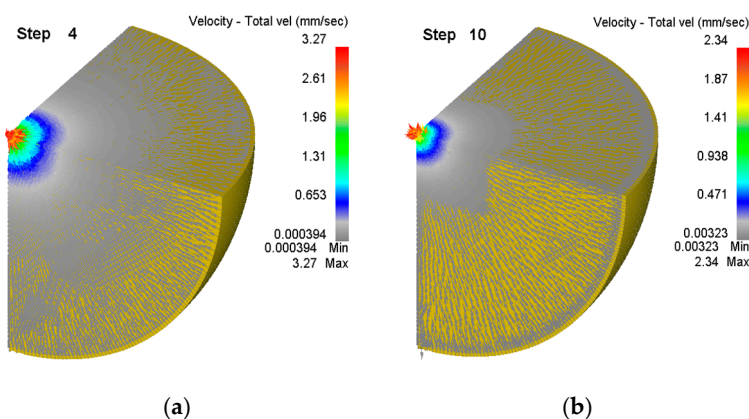 Velocity - Total vel (mm/sec)
Step 4
3.27
2.61
1.96
1.31
0.653
0.000394
0.000394 Min
3.27 Max
(a)
Velocity - Total vel (mm/sec)
Step 10
2.34
1.87
1.41
0.938
0.471
0.00323
0.00323 Min
2.34 Max
(b)